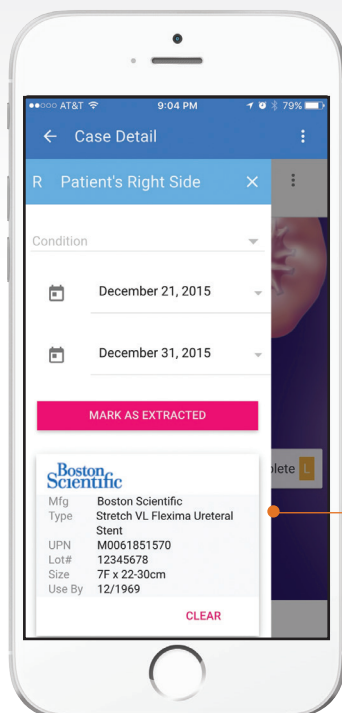 AT&T 9:04 PM 79%
Case Detail
R Patient's Right Side
Condition
December 21, 2015
December 31, 2015
MARK AS EXTRACTED
plete L
Boston
Scientific
Mfg Boston Scientific
Type Stretch VL Flexima Ureteral
Stent
UPN M0061851570
Lot# 12345678
Size 7F x 22-30cm
Use By 12/1969
CLEAR